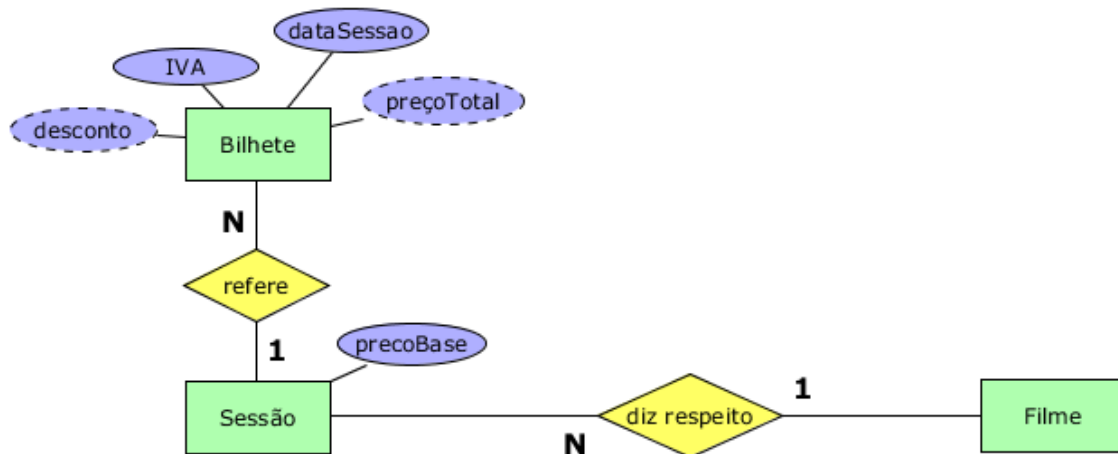 dataSessao
IVA
preçoTotal
desconto
Bilhete
N
refere
1
precoBase
Sessão
N
diz respeito
1
Filme